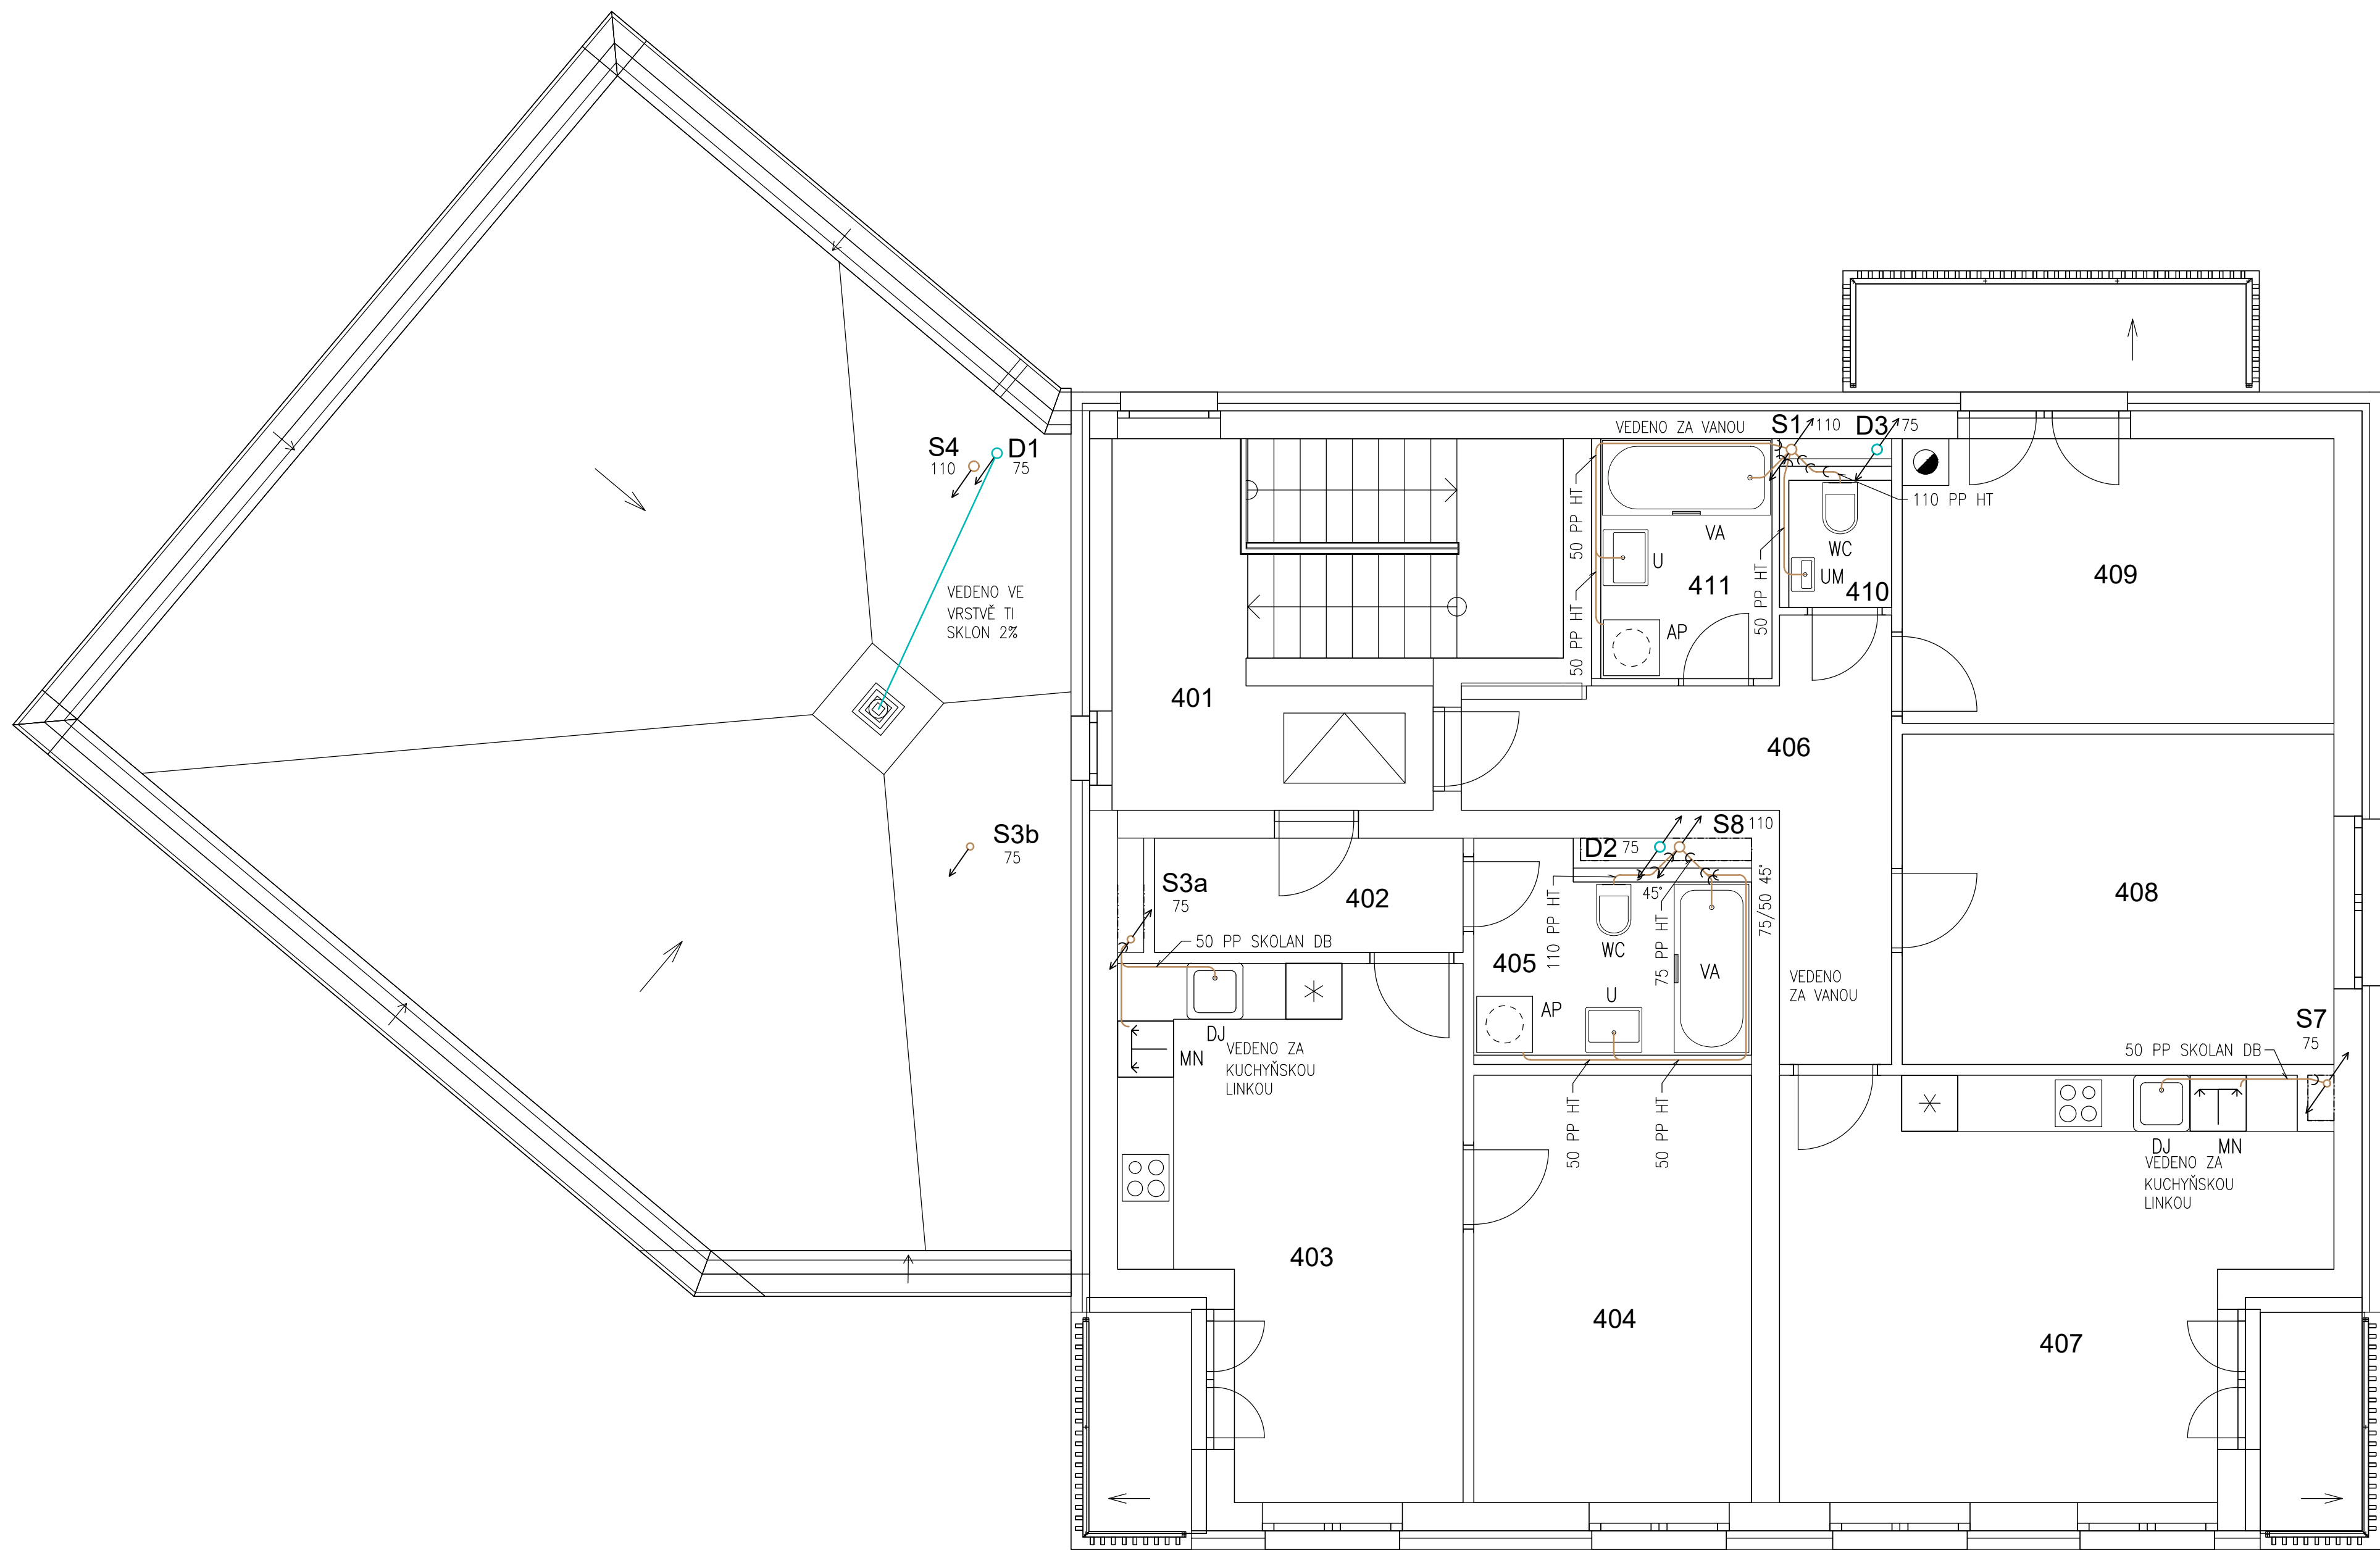 VEDENO ZA VANOU
S1
110
D3
75
S4
110
D1
75
110 PP HT
50 PP HT
50 PP HT
50 PP HT
VA
U
WC
UM
411
410
AP
409
VEDENO VE
VRSTVĚ TI
SKLON 2%
401
406
S3b
75
D2
75
S8
110
S3a
75
402
408
50 PP SKOLAN DB
110 PP HT
45°
75 PP HT
75/50 45°
WC
405
VA
VEDENO
ZA VANOU
U
AP
DJ
MN
VEDENO ZA
KUCHYŇSKOU
LINKOU
S7
75
50 PP SKOLAN DB
50 PP HT
50 PP HT
DJ
MN
VEDENO ZA
KUCHYŇSKOU
LINKOU
403
404
407